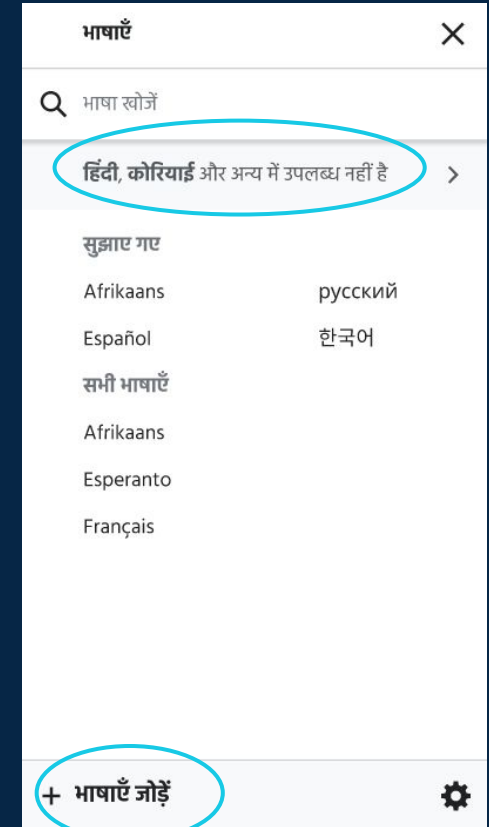 भाषाएँ
भाषा खोजें
हिंदी, कोरियाई और अन्य में उपलब्ध नहीं है
सुझाए गए
Afrikaans русский
Español 한국어
सभी भाषाएँ
Afrikaans
Esperanto
Français
+ भाषाएँ जोड़ें